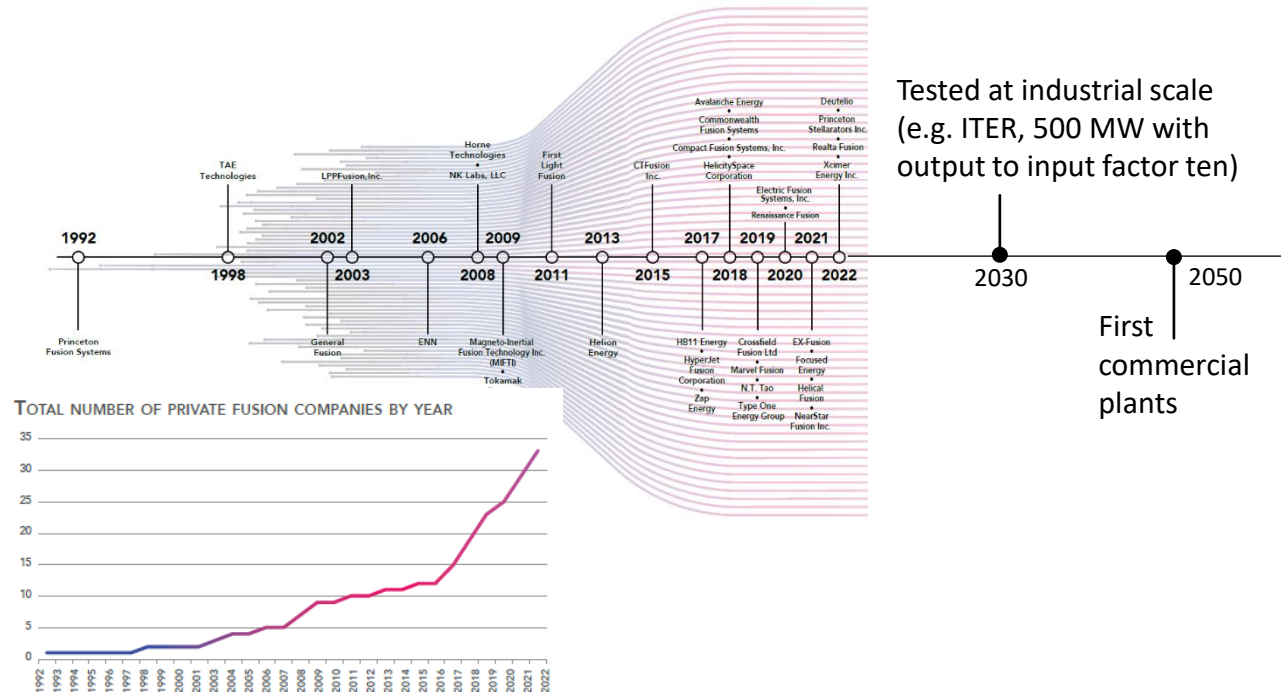 Tested at industrial scale
(e.g. ITER, 500 MW with
output to input factor ten)
Avalanche Energy
•
Commonwealth
Fusion Systems
•
Compact Fusion Systems, Inc.
•
HelicitySpace
Corporation
Deutelio
•
Princeton
Stellarators Inc.
•
Realta Fusion
•
Xcimer
Energy Inc.
Horne
Technologies
•
NK Labs, LLC
First
Light
Fusion
TAE
Technologies
LPPFusion,Inc.
CTFusion
Inc.
Electric Fusion
Systems, Inc.
•
Renaissance Fusion
1992
2002
2006
2009
2013
2017
2019
2021
1998
2003
2008
2011
2015
2018
2020
2022
2030
2050
Princeton
Fusion Systems
General
Fusion
ENN
Magneto-Inertial
Fusion Technology Inc.
(MIFTI)
•
Tokamak
Helion
Energy
HB11 Energy
•
HyperJet
Fusion
Corporation
•
Zap
Energy
Crossfield
Fusion Ltd
•
Marvel Fusion
•
N.T. Tao
•
Type One
Energy Group
EX-Fusion
•
Focused
Energy
•
Helical
Fusion
•
NearStar
Fusion Inc.
First
commercial
plants
TOTAL NUMBER OF PRIVATE FUSION COMPANIES BY YEAR
35
30
25
20
15
10
5
0
1992
1993
1994
1995
1996
1997
1998
1999
2000
2001
2002
2003
2004
2005
2006
2007
2008
2009
2010
2011
2012
2013
2014
2015
2016
2017
2018
2019
2020
2021
2022